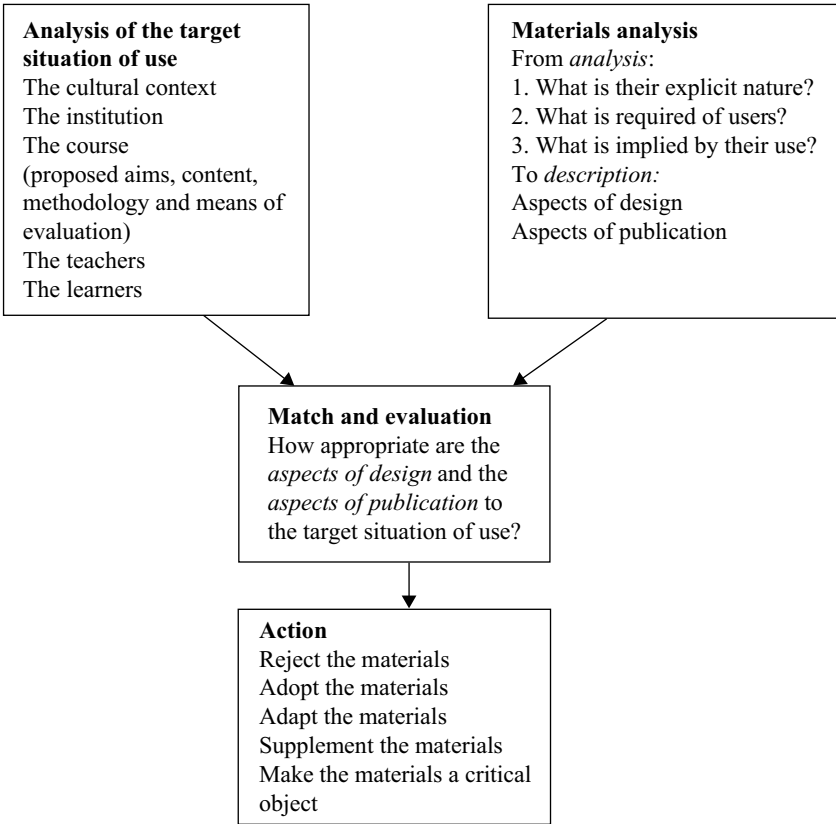 Analysis of the target
situation of use
The cultural context
The institution
The course
(proposed aims, content,
methodology and means of
evaluation)
The teachers
The learners
Materials analysis
From analysis:
1. What is their explicit nature?
2. What is required of users?
3. What is implied by their use?
To description:
Aspects of design
Aspects of publication
Match and evaluation
How appropriate are the
aspects of design and the
aspects of publication to
the target situation of use?
Action
Reject the materials
Adopt the materials
Adapt the materials
Supplement the materials
Make the materials a critical
object